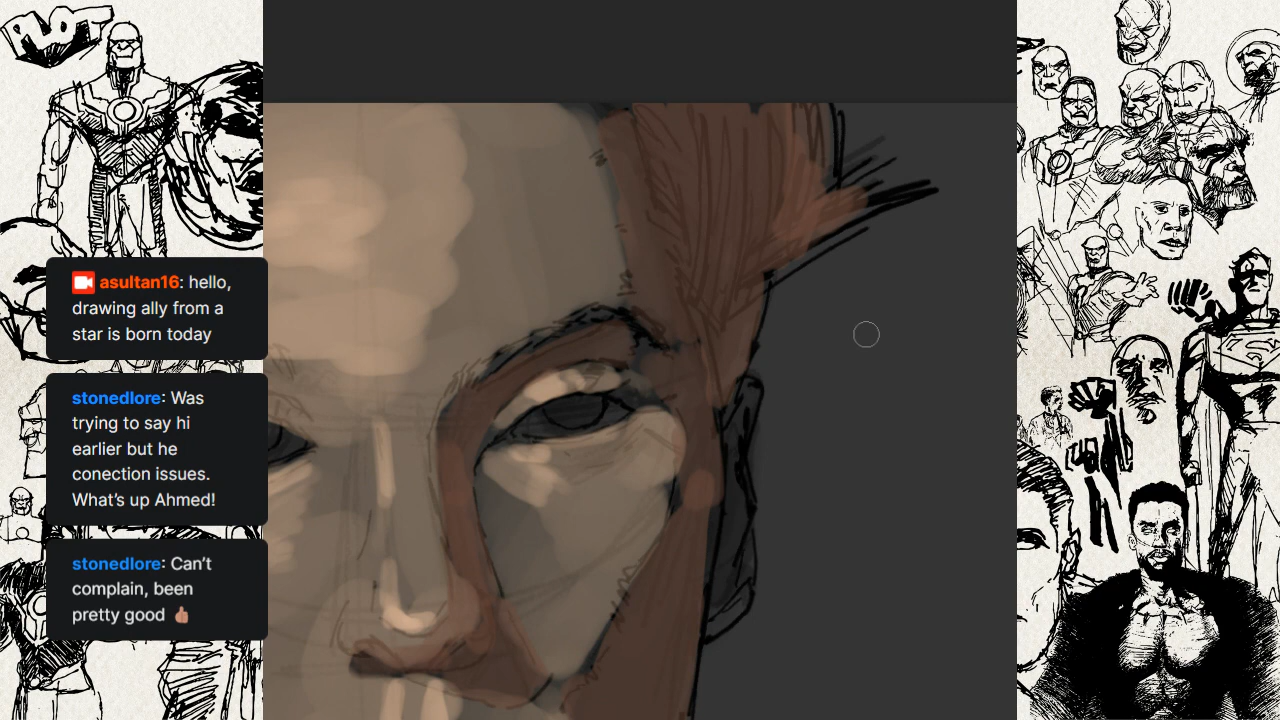 PLOT
asultan16: hello,
drawing ally from a
star is born today
stonedlore: Was
trying to say hi
earlier but he
conection issues.
What's up Ahmed!
stonedlore: Can't
complain, been
pretty good 👍🏽